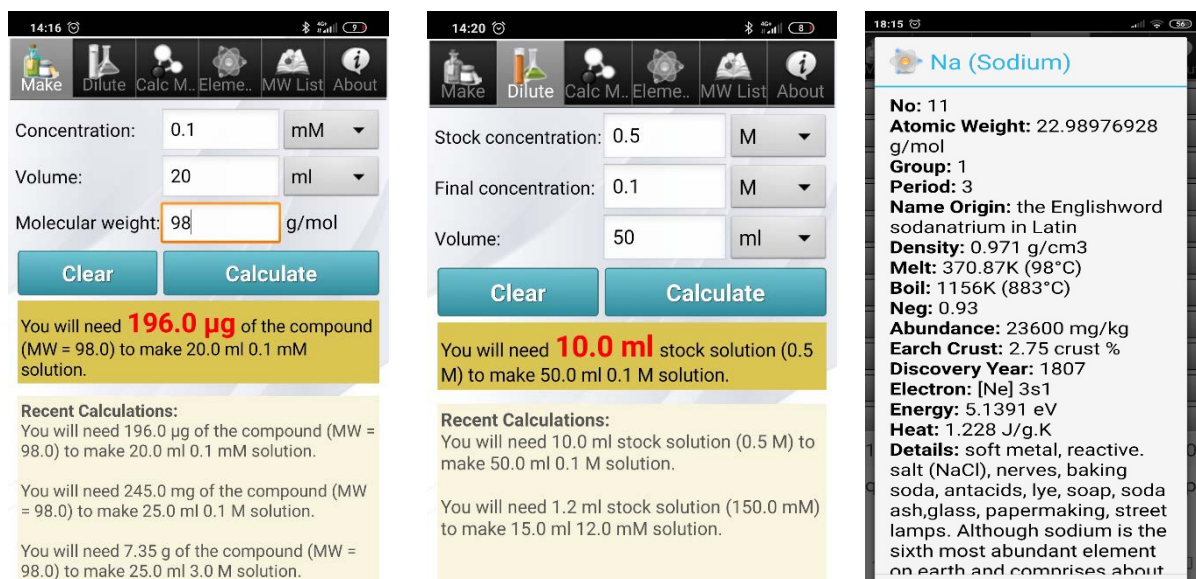 14:16
4G+
9
Make Dilute Calc M.. Eleme.. MW List About
Concentration: 0.1 mM
Volume: 20 ml
Molecular weight: 98 g/mol
Clear Calculate
You will need 196.0 µg of the compound
(MW = 98.0) to make 20.0 ml 0.1 mM
solution.
Recent Calculations:
You will need 196.0 µg of the compound (MW =
98.0) to make 20.0 ml 0.1 mM solution.
You will need 245.0 mg of the compound (MW
= 98.0) to make 25.0 ml 0.1 M solution.
You will need 7.35 g of the compound (MW =
98.0) to make 25.0 ml 3.0 M solution.
14:20
4G+
8
Make Dilute Calc M.. Eleme.. MW List About
Stock concentration: 0.5 M
Final concentration: 0.1 M
Volume: 50 ml
Clear Calculate
You will need 10.0 ml stock solution (0.5
M) to make 50.0 ml 0.1 M solution.
Recent Calculations:
You will need 10.0 ml stock solution (0.5 M) to
make 50.0 ml 0.1 M solution.
You will need 1.2 ml stock solution (150.0 mM)
to make 15.0 ml 12.0 mM solution.
18:15
56
Na (Sodium)
No: 11
Atomic Weight: 22.98976928
g/mol
Group: 1
Period: 3
Name Origin: the Englishword
sodanatrium in Latin
Density: 0.971 g/cm3
Melt: 370.87K (98°C)
Boil: 1156K (883°C)
Neg: 0.93
Abundance: 23600 mg/kg
Earch Crust: 2.75 crust %
Discovery Year: 1807
Electron: [Ne] 3s1
Energy: 5.1391 eV
Heat: 1.228 J/g.K
Details: soft metal, reactive.
salt (NaCl), nerves, baking
soda, antacids, lye, soap, soda
ash,glass, papermaking, street
lamps. Although sodium is the
sixth most abundant element
on earth and comprises about